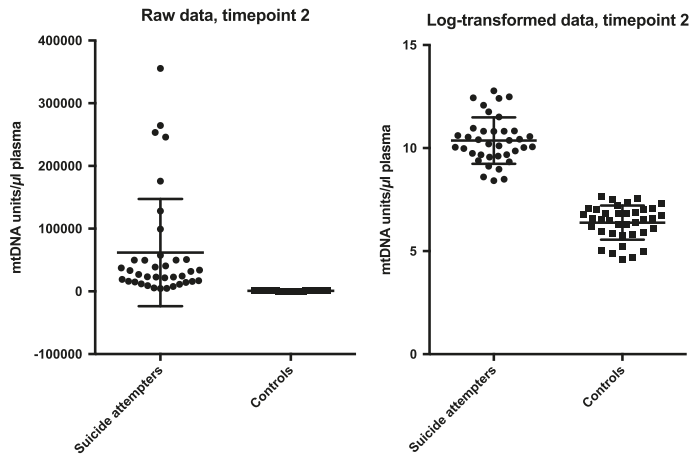 Raw data, timepoint 2
mtDNA units/µl plasma
400000
300000
200000
100000
0
-100000
Suicide attempters
Controls
Log-transformed data, timepoint 2
mtDNA units/µl plasma
15
10
5
0
Suicide attempters
Controls